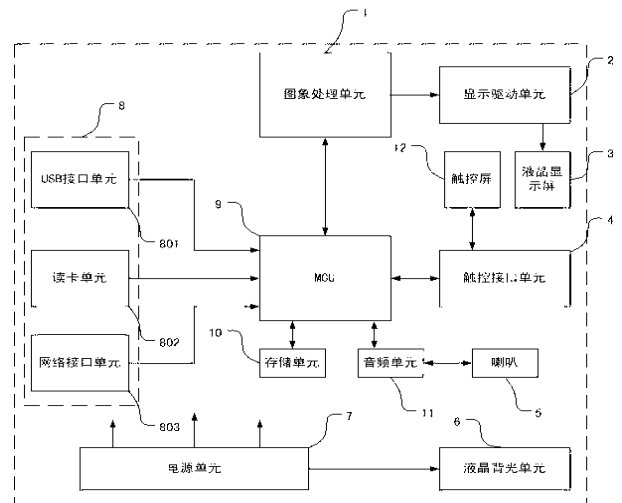 1
图象处理单元
显示驱动单元
2
8
12
触控屏
液晶显
示屏
3
USB接口单元
801
9
MCU
4
触控接口单元
读卡单元
802
10
存储单元
音频单元
11
喇叭
5
网络接口单元
803
7
电源单元
6
液晶背光单元